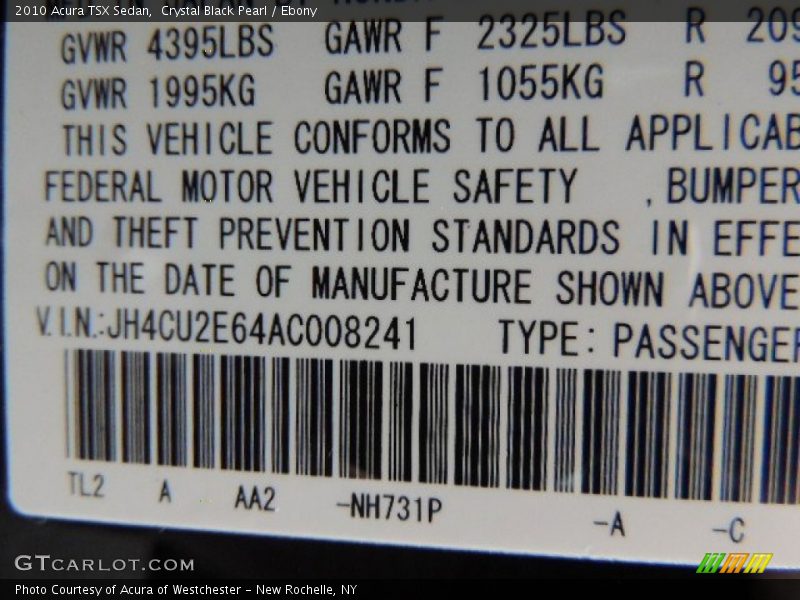 2010 Acura TSX Sedan, Crystal Black Pearl / Ebony
GVWR 4395LBS GAWR F 2325LBS R 209
GVWR 1995KG GAWR F 1055KG R 95
THIS VEHICLE CONFORMS TO ALL APPLICAB
FEDERAL MOTOR VEHICLE SAFETY ,BUMPER
AND THEFT PREVENTION STANDARDS IN EFFE
ON THE DATE OF MANUFACTURE SHOWN ABOVE
V.I.N.:JH4CU2E64AC008241 TYPE: PASSENGER
TL2 A AA2 -NH731P -A -C
GTCARLOT.COM
Photo Courtesy of Acura of Westchester - New Rochelle, NY